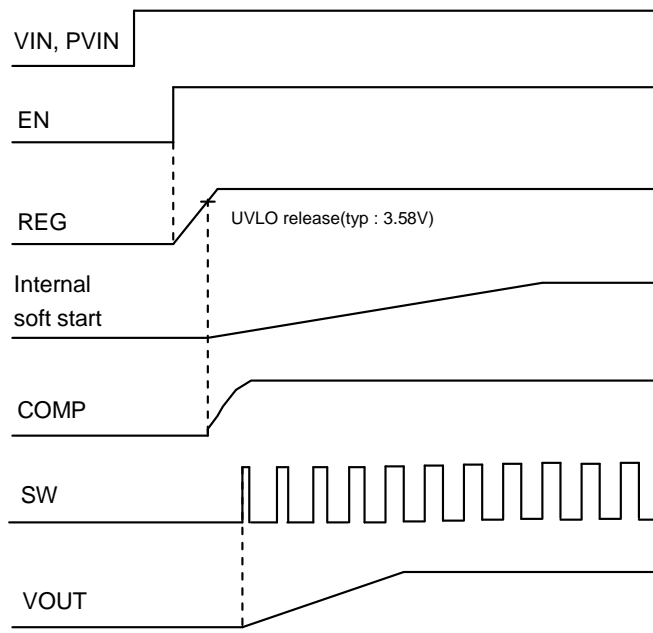 VIN, PVIN
EN
REG
UVLO release(typ : 3.58V)
Internal
soft start
COMP
SW
VOUT